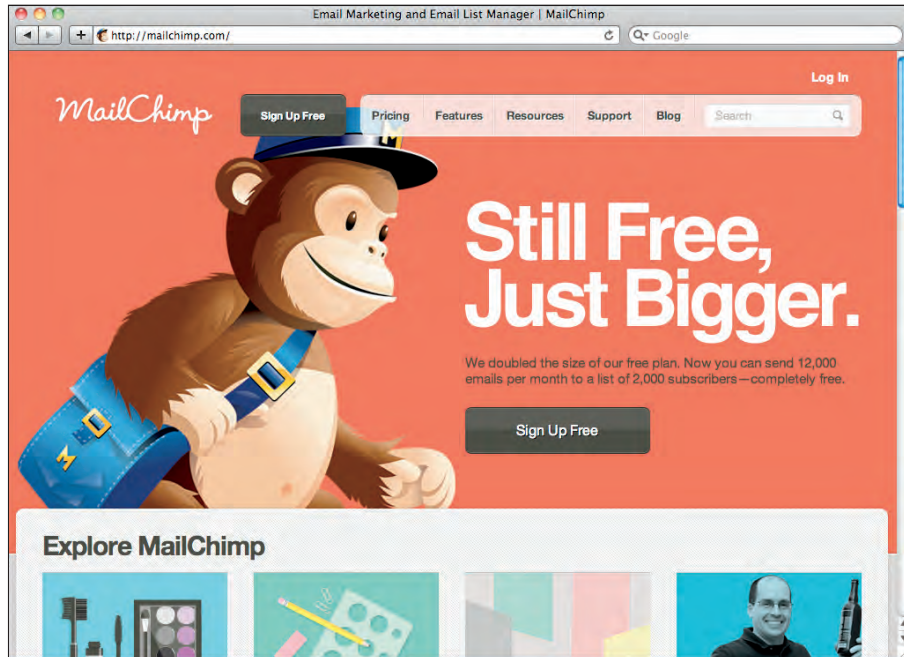 Email Marketing and Email List Manager | MailChimp
http://mailchimp.com/
Google
Log In
MailChimp
Sign Up Free
Pricing
Features
Resources
Support
Blog
Search
M
Still Free,
Just Bigger.
We doubled the size of our free plan. Now you can send 12,000
emails per month to a list of 2,000 subscribers—completely free.
M
Sign Up Free
Explore MailChimp